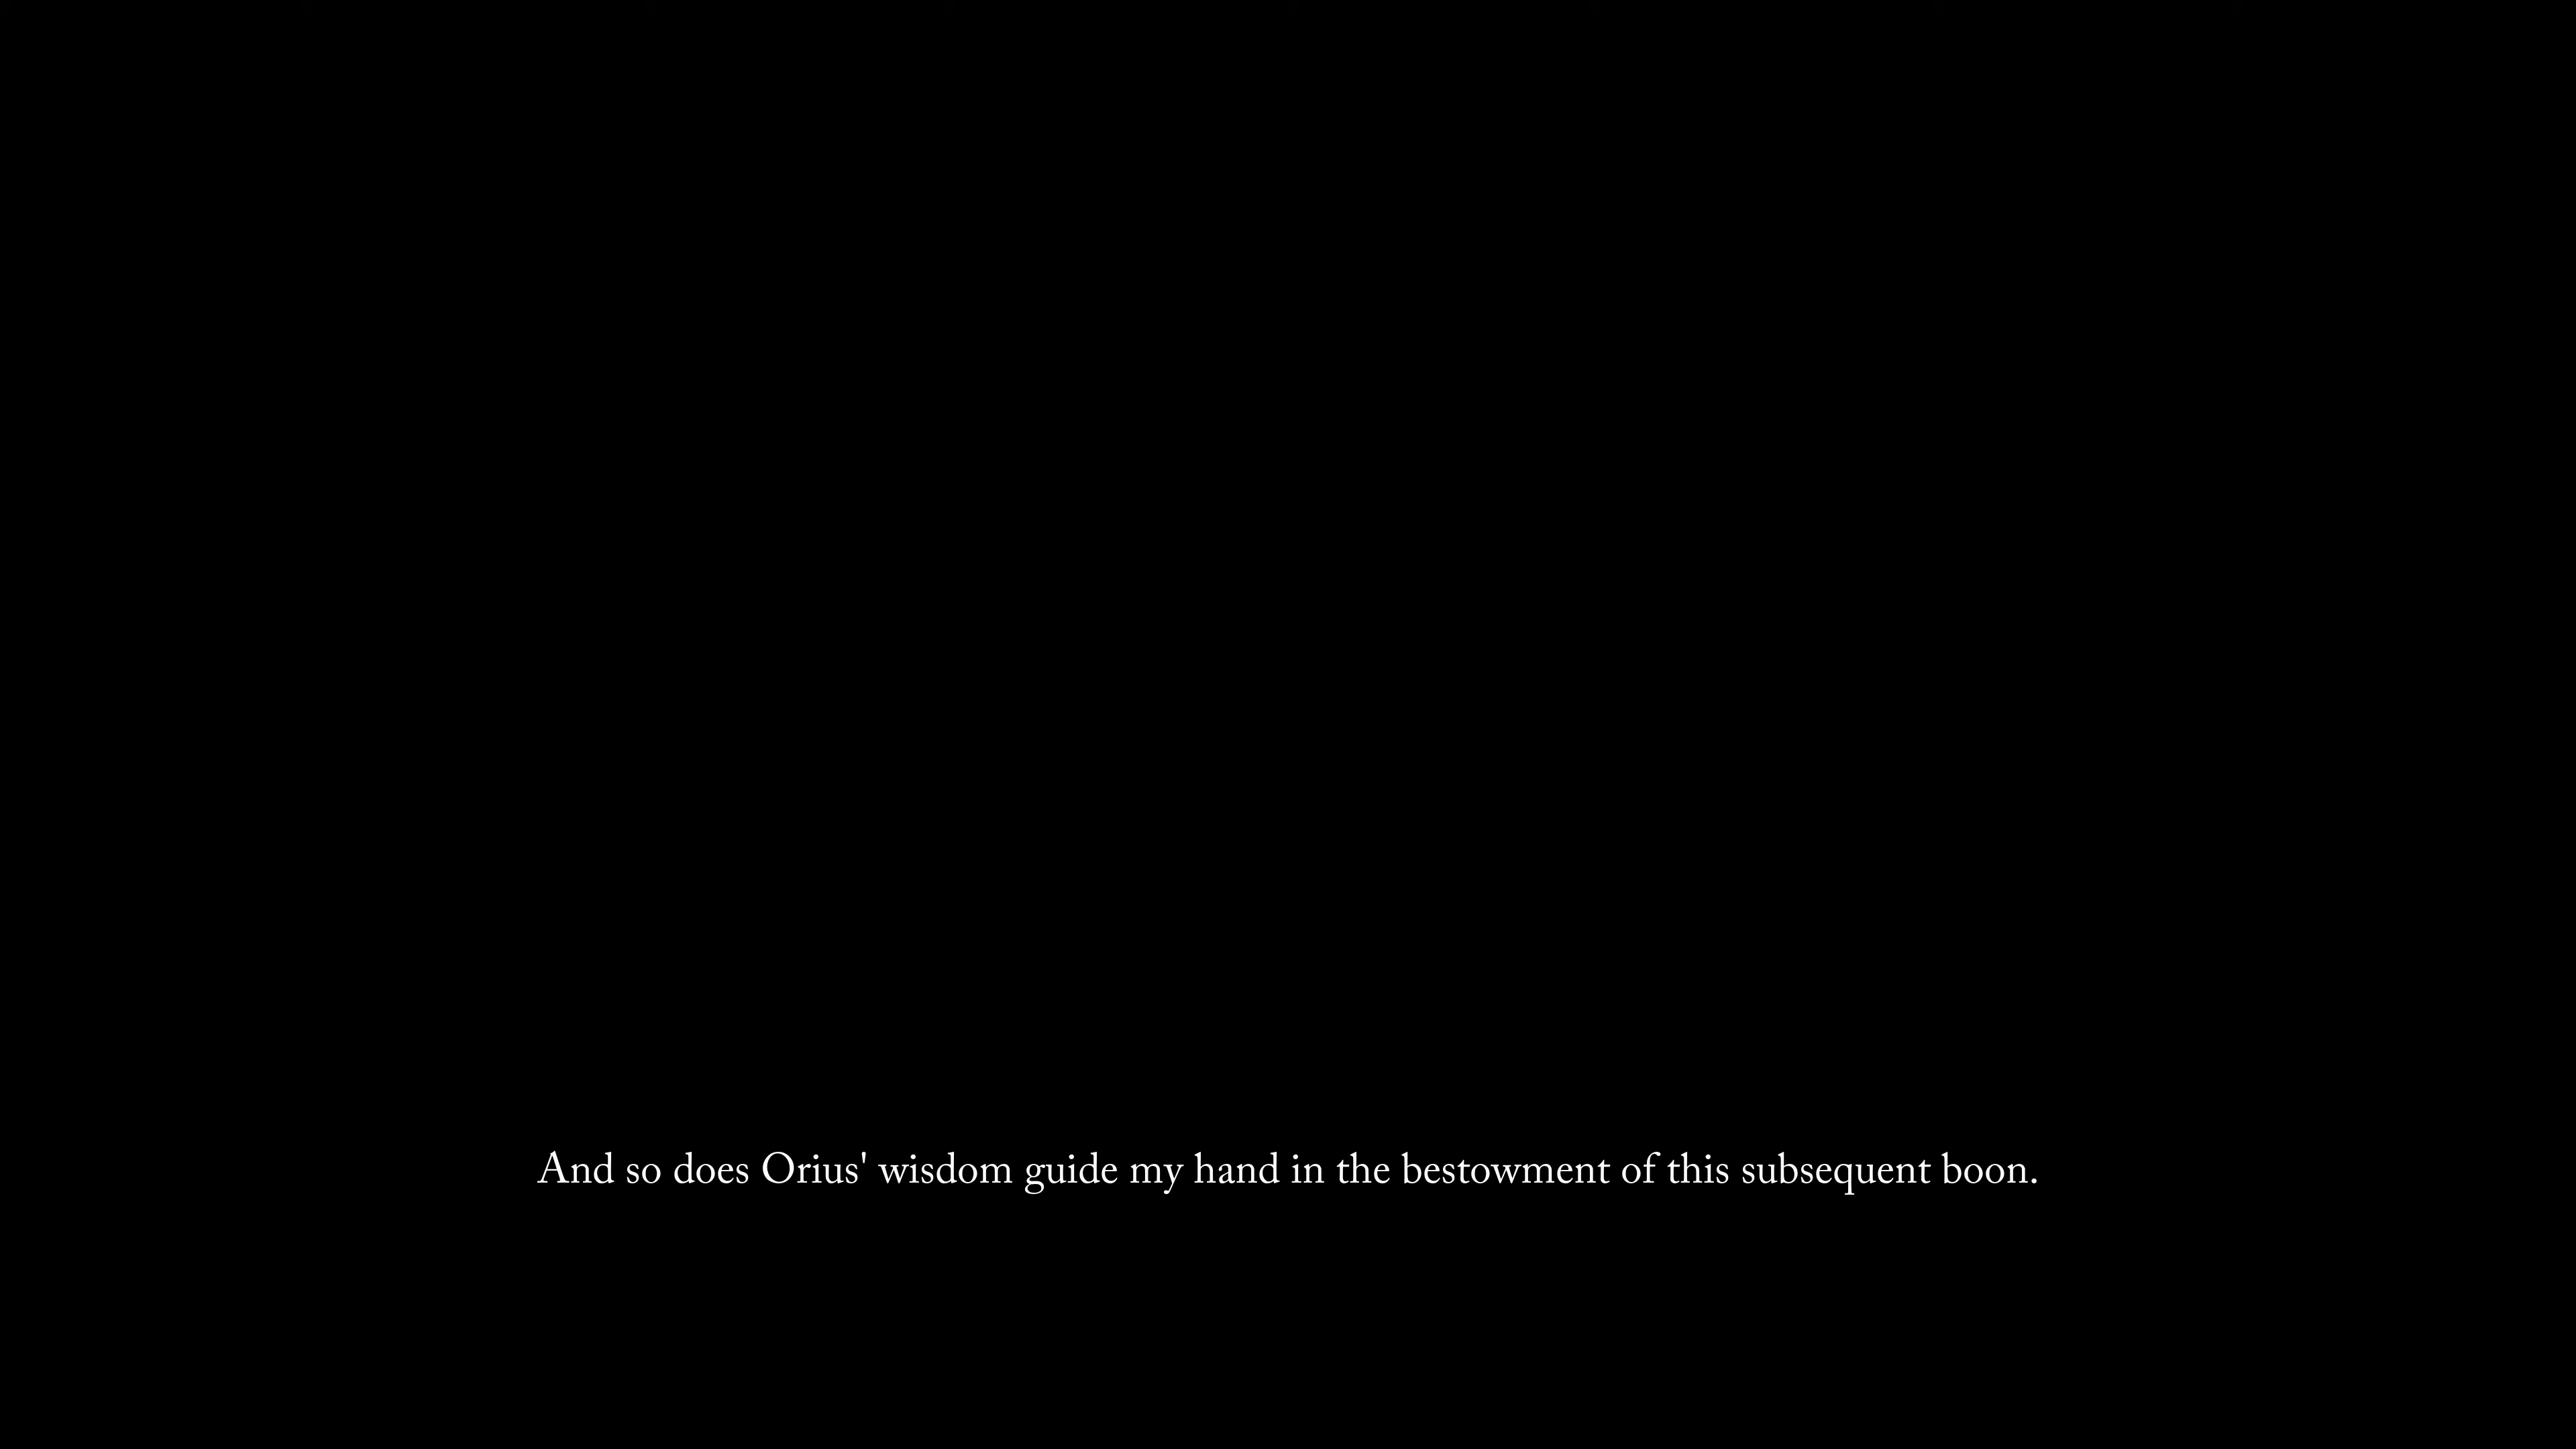 And so does Orius' wisdom guide my hand in the bestowment of this subsequent boon.